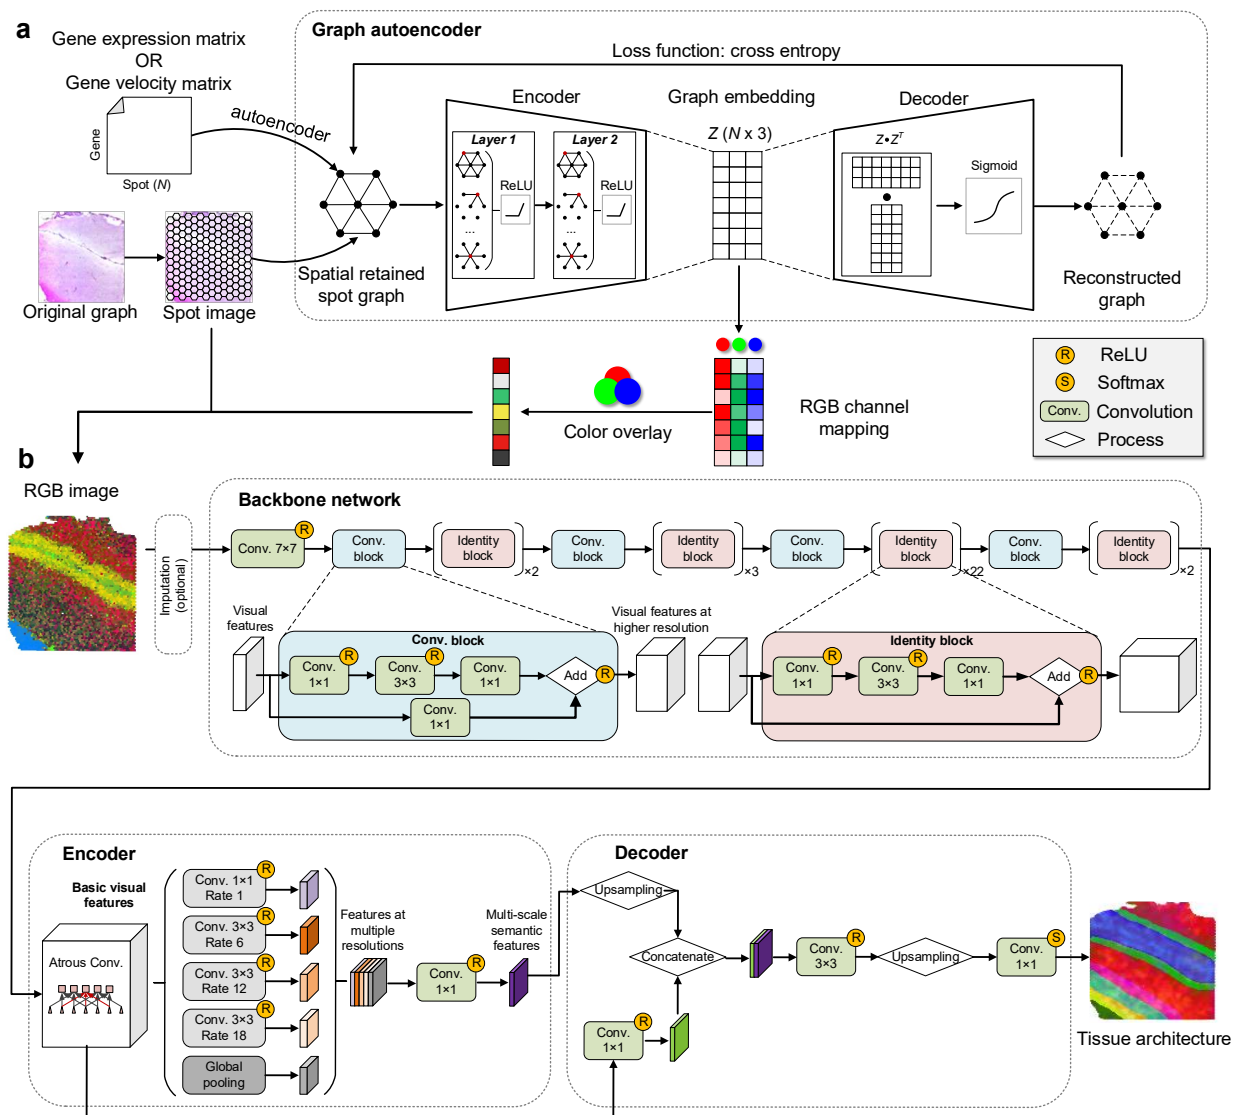 a
Gene expression matrix
OR
Gene velocity matrix
Gene
Spot (N)
autoencoder
Original graph
Spot image
Graph autoencoder
Loss function: cross entropy
Spatial retained
spot graph
Encoder
Layer 1
ReLU
...
Layer 2
ReLU
...
Graph embedding
Z (N x 3)
Decoder
Z•Z^T
Sigmoid
Reconstructed
graph
Color overlay
RGB channel
mapping
R ReLU
S Softmax
Conv. Convolution
Process
b
RGB image
Imputation
(optional)
Backbone network
Conv. 7×7
R
Conv.
block
Identity
block
×2
Conv.
block
Identity
block
×3
Conv.
block
Identity
block
×22
Conv.
block
Identity
block
×2
Visual
features
Conv. block
Conv.
1×1
R
Conv.
3×3
R
Conv.
1×1
Add
R
Conv.
1×1
Visual features at
higher resolution
Identity block
Conv.
1×1
R
Conv.
3×3
R
Conv.
1×1
Add
R
Encoder
Basic visual
features
Atrous Conv.
Conv. 1×1
Rate 1
R
Conv. 3×3
Rate 6
R
Conv. 3×3
Rate 12
R
Conv. 3×3
Rate 18
R
Global
pooling
Features at
multiple
resolutions
Conv.
1×1
R
Multi-scale
semantic
features
Decoder
Upsampling
Concatenate
Conv.
1×1
R
Conv.
3×3
R
Upsampling
Conv.
1×1
S
Tissue architecture